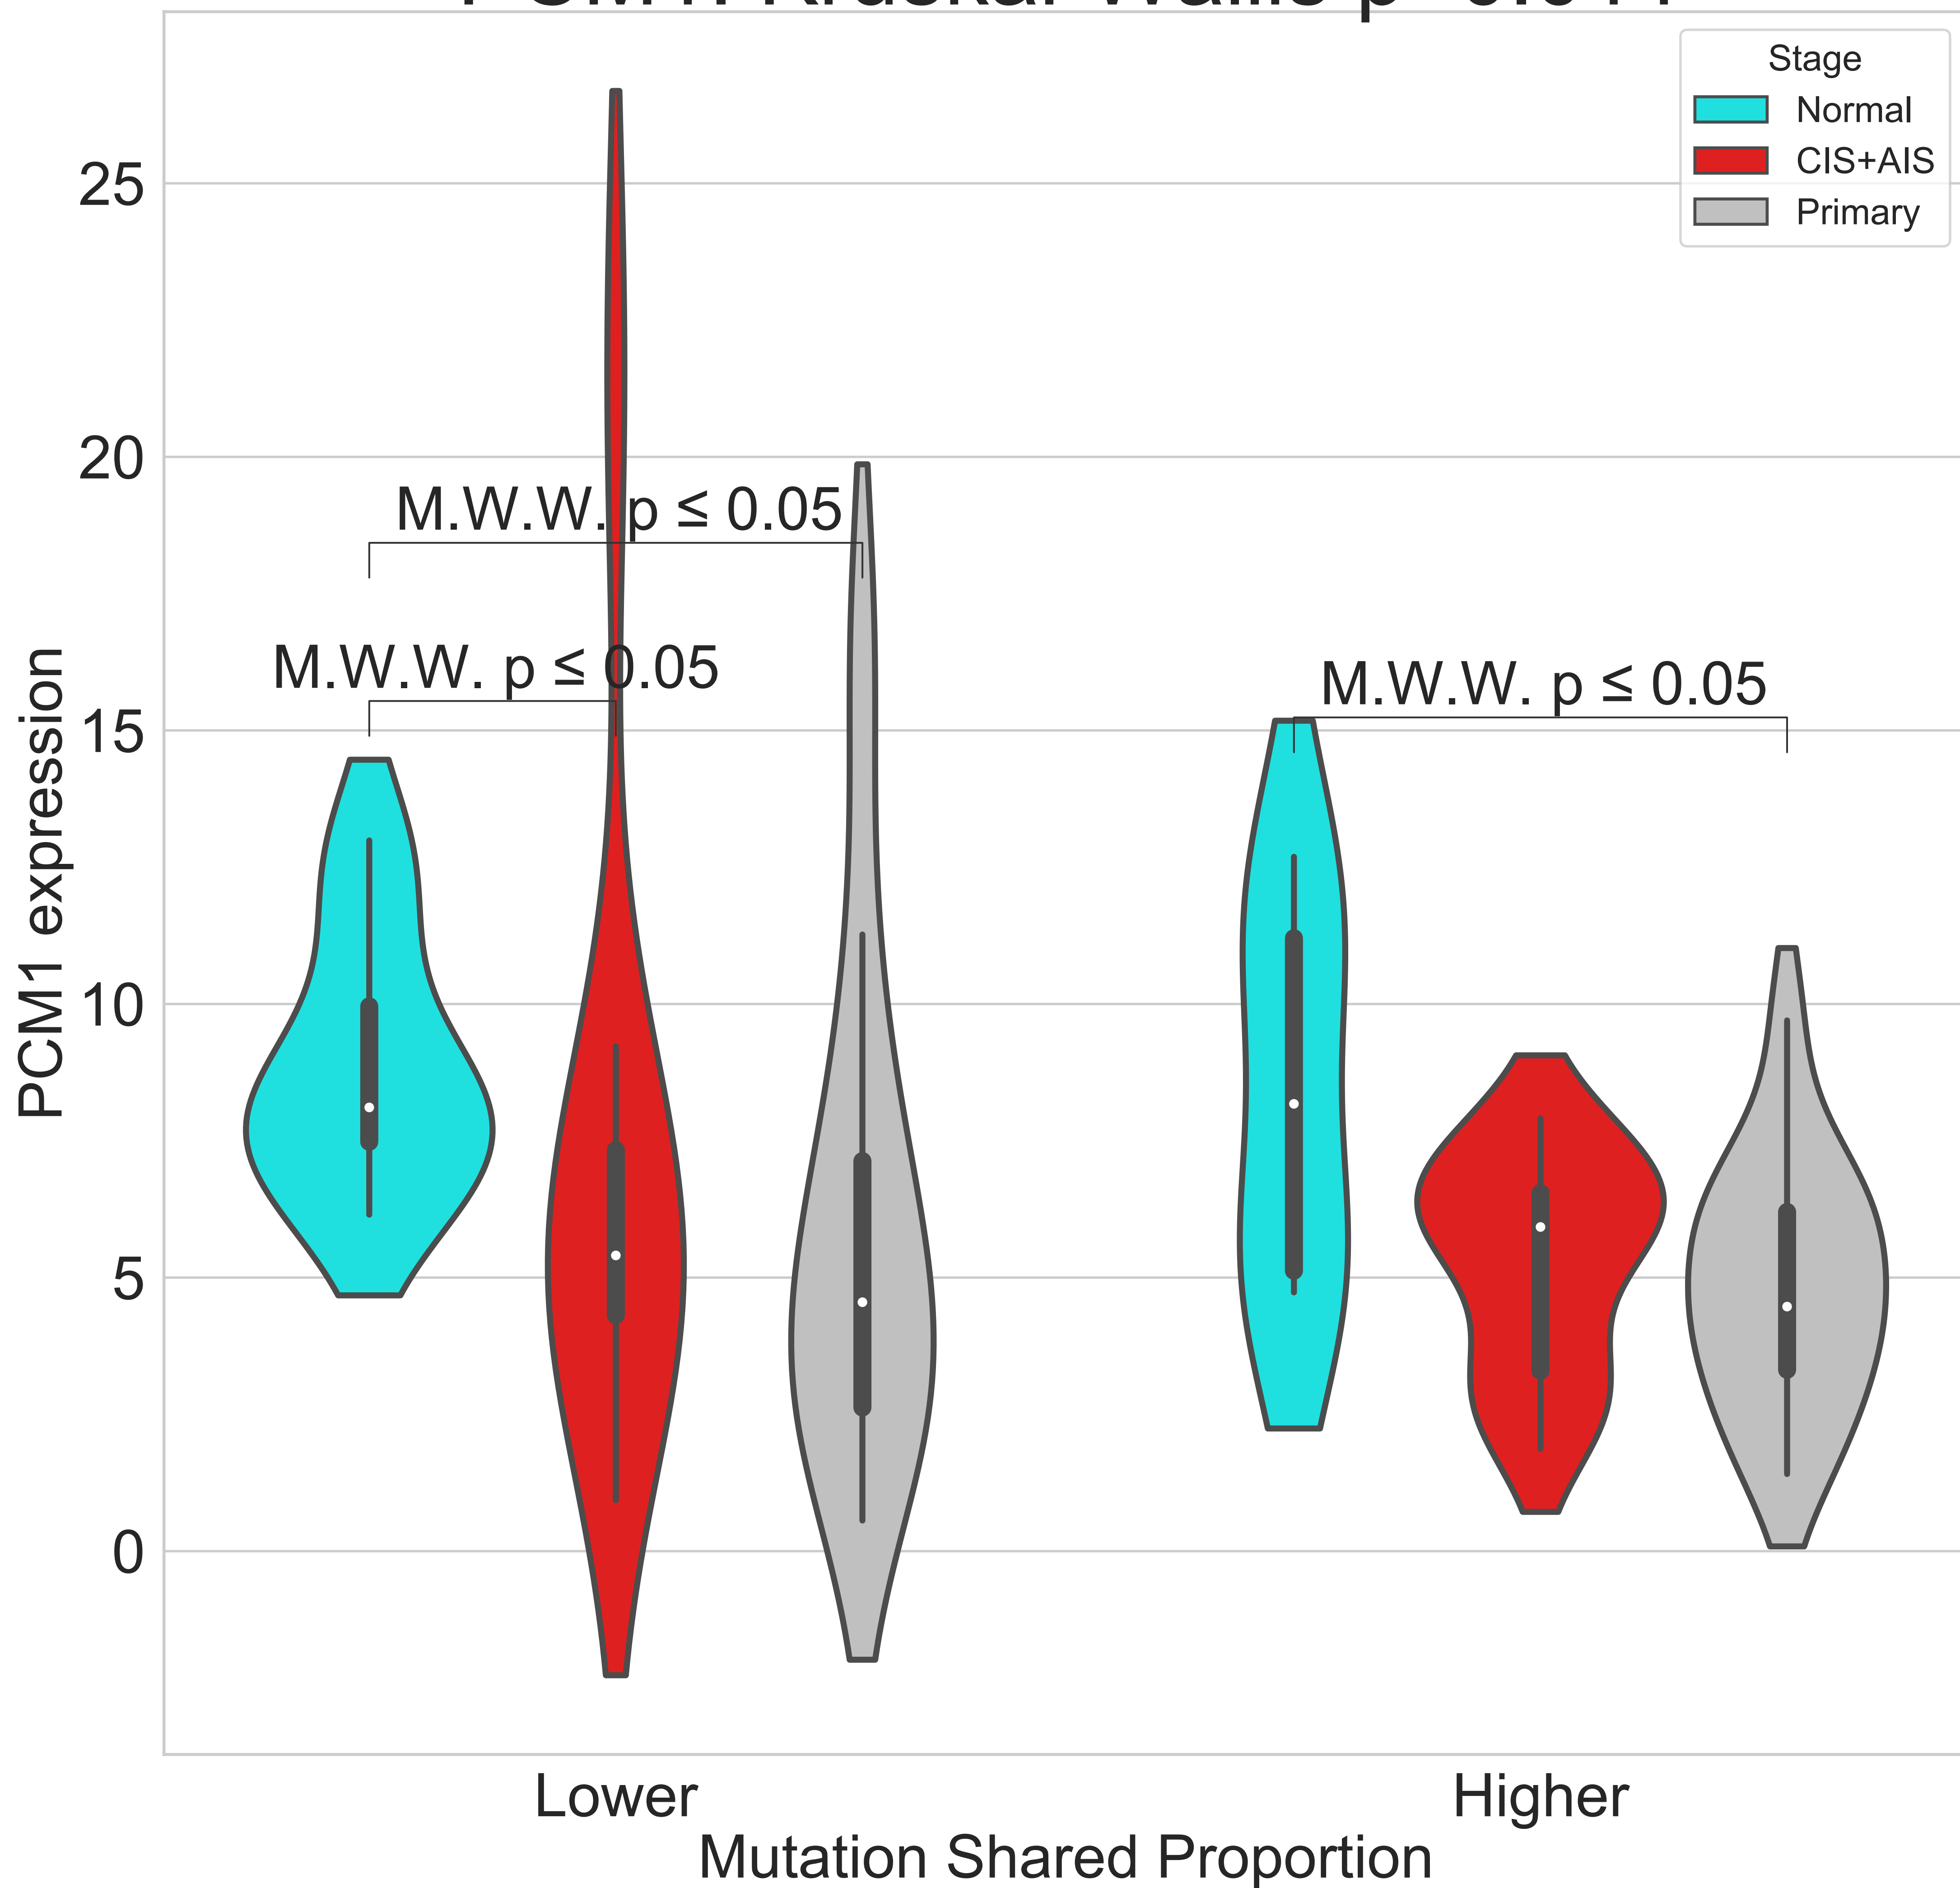 Stage
Normal
CIS+AIS
Primary
25
20
15
10
5
0
PCM1 expression
M.W.W. p ≤ 0.05
M.W.W. p ≤ 0.05
M.W.W. p ≤ 0.05
Lower
Higher
Mutation Shared Proportion